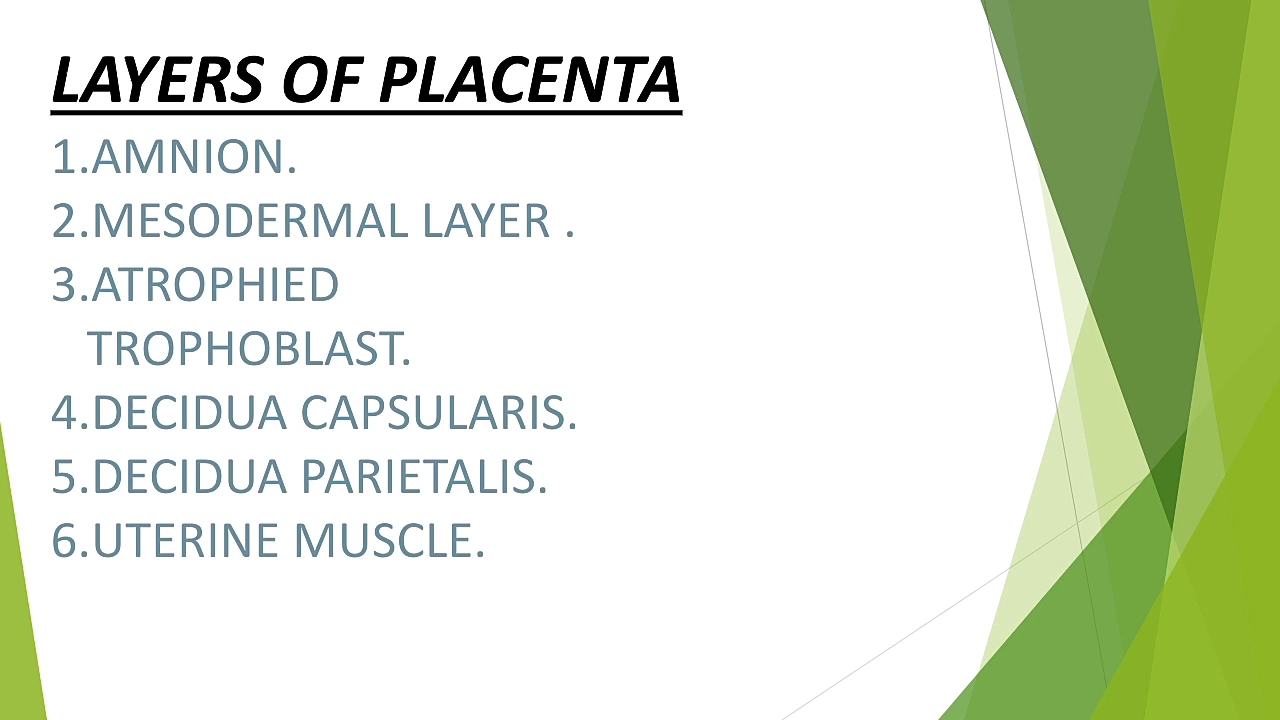 LAYERS OF PLACENTA
1.AMNION.
2.MESODERMAL LAYER .
3.ATROPHIED
TROPHOBLAST.
4.DECIDUA CAPSULARIS.
5.DECIDUA PARIETALIS.
6.UTERINE MUSCLE.